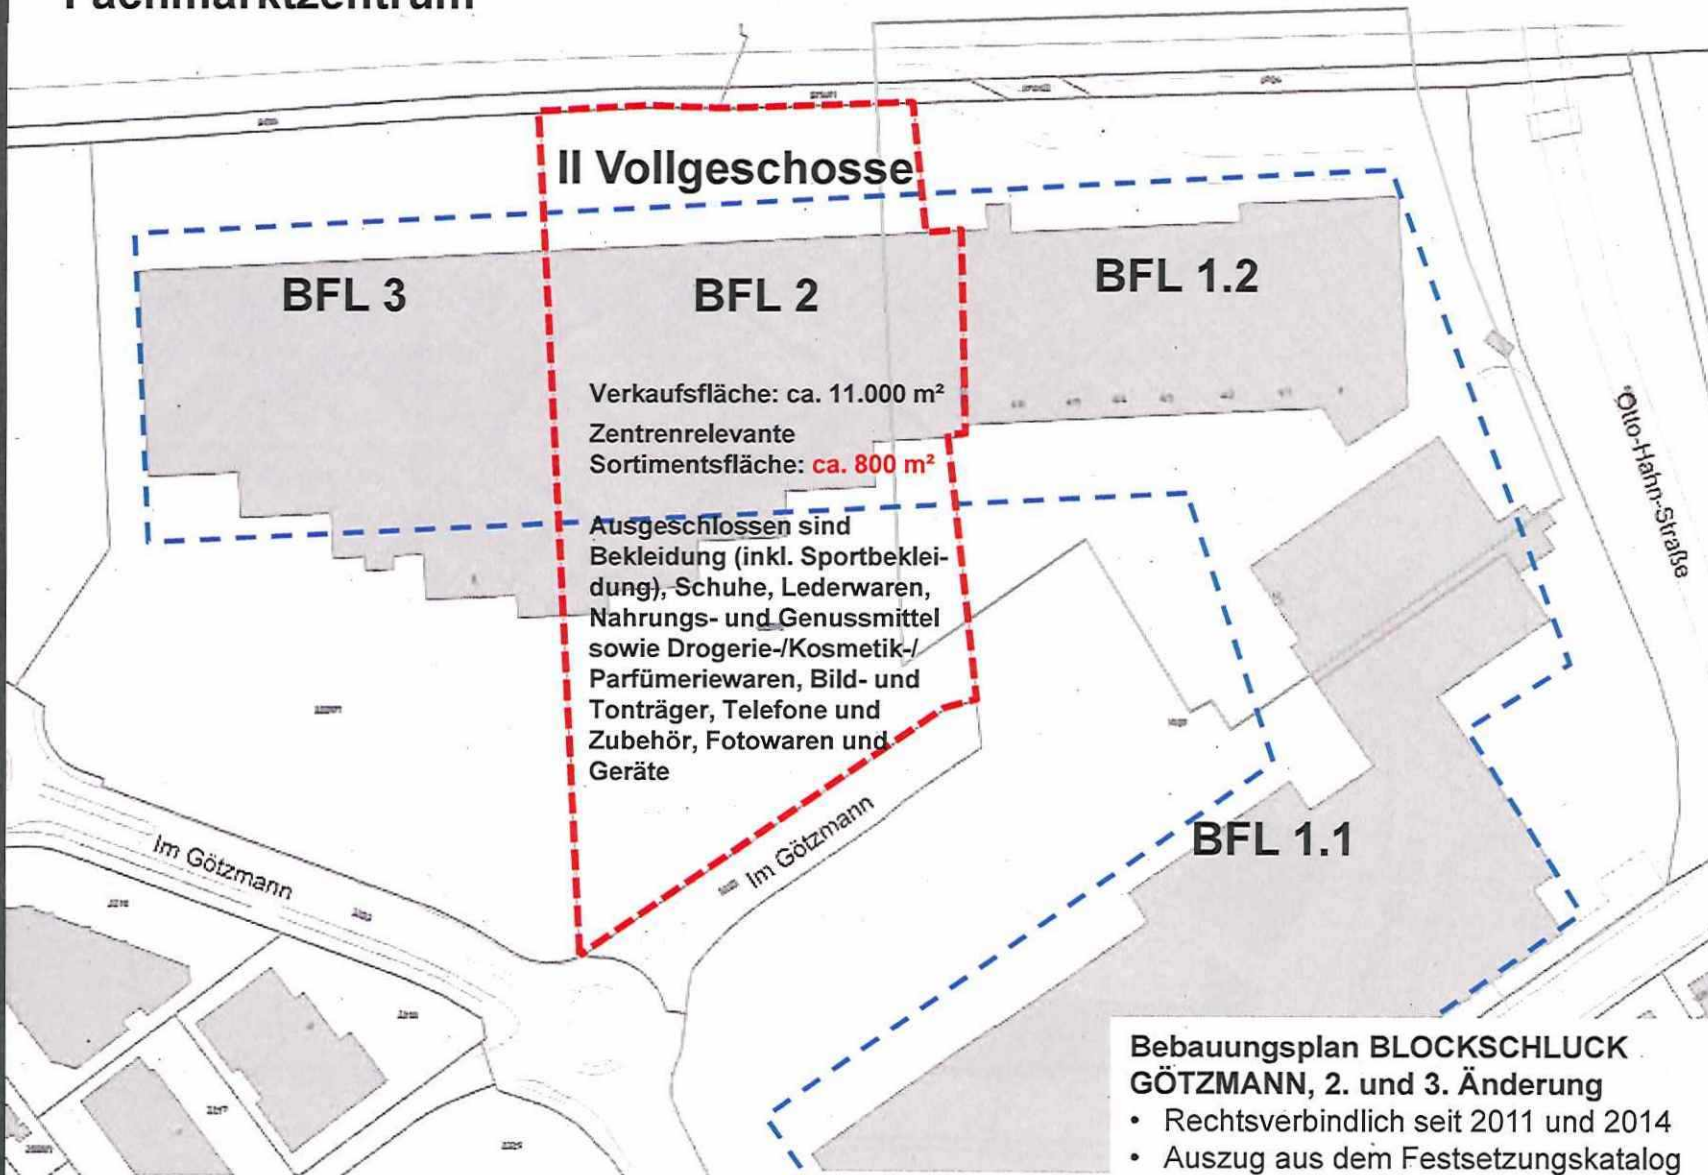 Fachmarktzentrum
II Vollgeschosse
BFL 3
BFL 2
BFL 1.2
Verkaufsfläche: ca. 11.000 m²
Zentrenrelevante
Sortimentsfläche: ca. 800 m²
Ausgeschlossen sind
Bekleidung (inkl. Sportbeklei-
dung), Schuhe, Lederwaren,
Nahrungs- und Genussmittel
sowie Drogerie-/Kosmetik-/
Parfümeriewaren, Bild- und
Tonträger, Telefone und
Zubehör, Fotowaren und
Geräte
Otto-Hahn-Straße
Im Götzmann
Im Götzmann
BFL 1.1
Bebauungsplan BLOCKSCHLUCK
GÖTZMANN, 2. und 3. Änderung
• Rechtsverbindlich seit 2011 und 2014
• Auszug aus dem Festsetzungskatalog